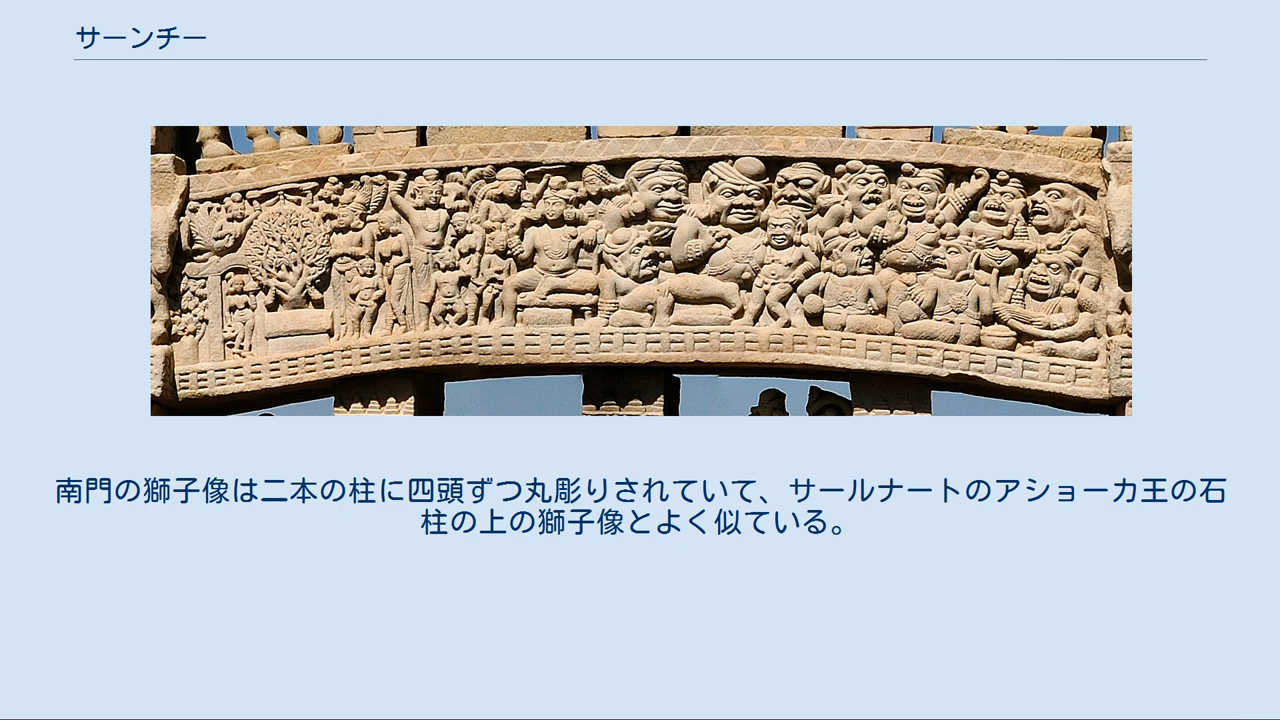 サーンチー
南門の獅子像は二本の柱に四頭ずつ丸彫りされていて、サールナートのアショーカ王の石
柱の上の獅子像とよく似ている。